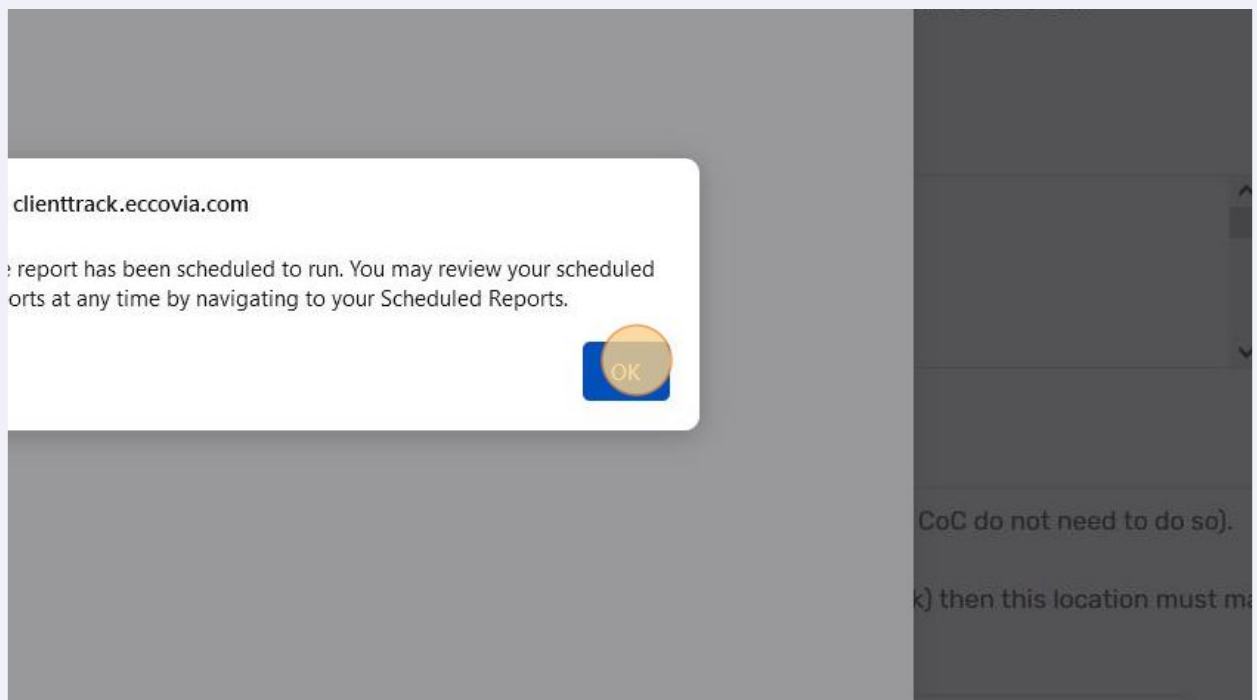 clienttrack.eccovia.com
report has been scheduled to run. You may review your scheduled
orts at any time by navigating to your Scheduled Reports.
OK
CoC do not need to do so).
k) then this location must